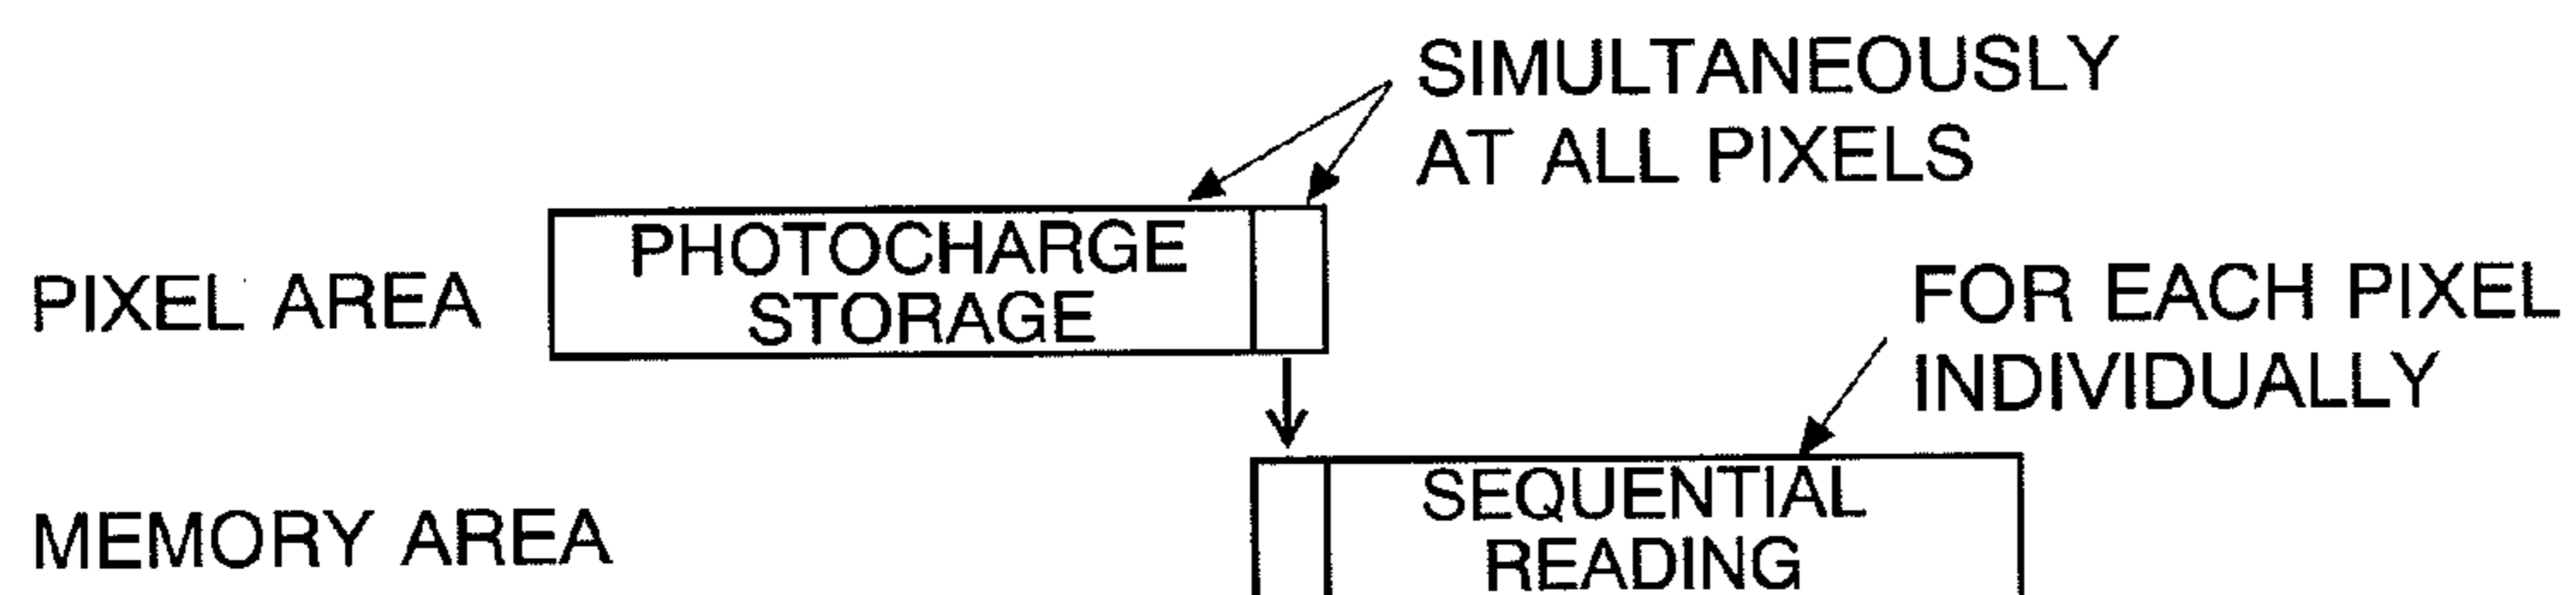 SIMULTANEOUSLY
AT ALL PIXELS
PHOTOCHARGE
STORAGE
PIXEL AREA
FOR EACH PIXEL
INDIVIDUALLY
SEQUENTIAL
READING
MEMORY AREA